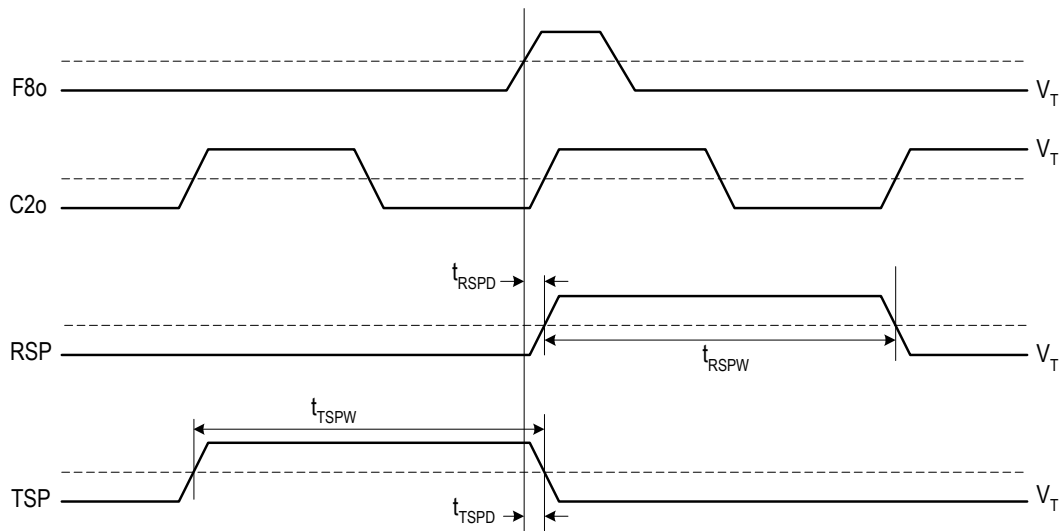 F8o
V_T
V_T
C2o
t_RSPD
RSP
t_RSPW
V_T
t_TSPW
TSP
t_TSPD
V_T